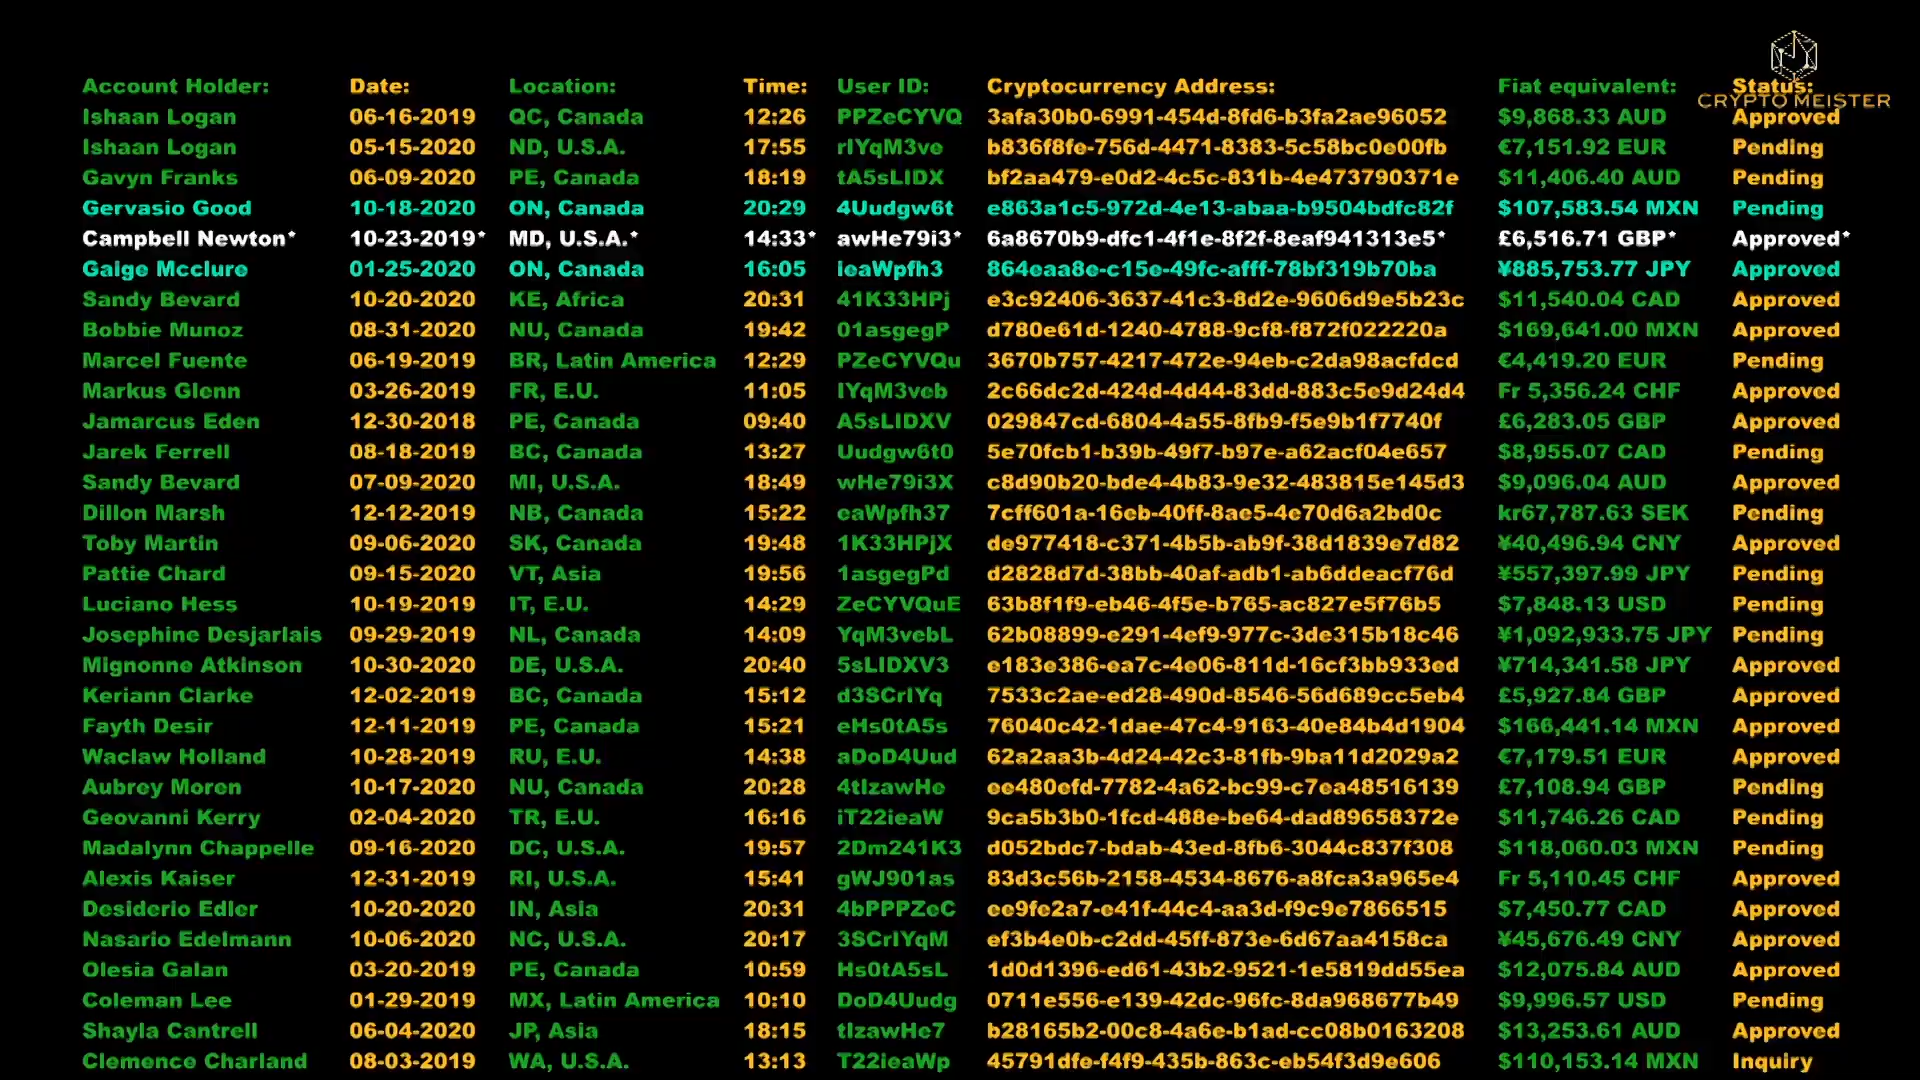 Account Holder: Date: Location: Time: User ID: Cryptocurrency Address: Fiat equivalent: Status:
CRYPTO MEISTER
Ishaan Logan 06-16-2019 QC, Canada 12:26 PPZeCYVQ 3afa30b0-6991-454d-8fd6-b3fa2ae96052 $9,868.33 AUD Approved
Ishaan Logan 05-15-2020 ND, U.S.A. 17:55 rIYqM3ve b836f8fe-756d-4471-8383-5c58bc0e00fb €7,151.92 EUR Pending
Gavyn Franks 06-09-2020 PE, Canada 18:19 tA5sLIDX bf2aa479-e0d2-4c5c-831b-4e473790371e $11,406.40 AUD Pending
Gervasio Good 10-18-2020 ON, Canada 20:29 4Uudgw6t e863a1c5-972d-4e13-abaa-b9504bdfc82f $107,583.54 MXN Pending
Campbell Newton* 10-23-2019* MD, U.S.A.* 14:33* awHe79i3* 6a8670b9-dfc1-4f1e-8f2f-8eaf941313e5* £6,516.71 GBP* Approved*
Gaige Mcclure 01-25-2020 ON, Canada 16:05 ieaWpfh3 864eaa8e-c15e-49fc-afff-78bf319b70ba ¥885,753.77 JPY Approved
Sandy Bevard 10-20-2020 KE, Africa 20:31 41K33HPj e3c92406-3637-41c3-8d2e-9606d9e5b23c $11,540.04 CAD Approved
Bobbie Munoz 08-31-2020 NU, Canada 19:42 01asgegP d780e61d-1240-4788-9cf8-f872f022220a $169,641.00 MXN Approved
Marcel Fuente 06-19-2019 BR, Latin America 12:29 PZeCYVQu 3670b757-4217-472e-94eb-c2da98acfdcd €4,419.20 EUR Pending
Markus Glenn 03-26-2019 FR, E.U. 11:05 IYqM3veb 2c66dc2d-424d-4d44-83dd-883c5e9d24d4 Fr 5,356.24 CHF Approved
Jamarcus Eden 12-30-2018 PE, Canada 09:40 A5sLIDXV 029847cd-6804-4a55-8fb9-f5e9b1f7740f £6,283.05 GBP Approved
Jarek Ferrell 08-18-2019 BC, Canada 13:27 Uudgw6t0 5e70fcb1-b39b-49f7-b97e-a62acf04e657 $8,955.07 CAD Pending
Sandy Bevard 07-09-2020 MI, U.S.A. 18:49 wHe79i3X c8d90b20-bde4-4b83-9e32-483815e145d3 $9,096.04 AUD Approved
Dillon Marsh 12-12-2019 NB, Canada 15:22 eaWpfh37 7cff601a-16eb-40ff-8ae5-4e70d6a2bd0c kr67,787.63 SEK Pending
Toby Martin 09-06-2020 SK, Canada 19:48 1K33HPjX de977418-c371-4b5b-ab9f-38d1839e7d82 ¥40,496.94 CNY Approved
Pattie Chard 09-15-2020 VT, Asia 19:56 1asgegPd d2828d7d-38bb-40af-adb1-ab6ddeacf76d ¥557,397.99 JPY Pending
Luciano Hess 10-19-2019 IT, E.U. 14:29 ZeCYVQuE 63b8f1f9-eb46-4f5e-b765-ac827e5f76b5 $7,848.13 USD Pending
Josephine Desjarlais 09-29-2019 NL, Canada 14:09 YqM3vebL 62b08899-e291-4ef9-977c-3de315b18c46 ¥1,092,933.75 JPY Pending
Mignonne Atkinson 10-30-2020 DE, U.S.A. 20:40 5sLIDXV3 e183e386-ea7c-4e06-811d-16cf3bb933ed ¥714,341.58 JPY Approved
Keriann Clarke 12-02-2019 BC, Canada 15:12 d3SCrIYq 7533c2ae-ed28-490d-8546-56d689cc5eb4 £5,927.84 GBP Approved
Fayth Desir 12-11-2019 PE, Canada 15:21 eHs0tA5s 76040c42-1dae-47c4-9163-40e84b4d1904 $166,441.14 MXN Approved
Waclaw Holland 10-28-2019 RU, E.U. 14:38 aDoD4Uud 62a2aa3b-4d24-42c3-81fb-9ba11d2029a2 €7,179.51 EUR Approved
Aubrey Moren 10-17-2020 NU, Canada 20:28 4tIzawHe ee480efd-7782-4a62-bc99-c7ea48516139 £7,108.94 GBP Pending
Geovanni Kerry 02-04-2020 TR, E.U. 16:16 iT22ieaW 9ca5b3b0-1fcd-488e-be64-dad89658372e $11,746.26 CAD Pending
Madalynn Chappelle 09-16-2020 DC, U.S.A. 19:57 2Dm241K3 d052bdc7-bdab-43ed-8fb6-3044c837f308 $118,060.03 MXN Pending
Alexis Kaiser 12-31-2019 RI, U.S.A. 15:41 gWJ901as 83d3c56b-2158-4534-8676-a8fca3a965e4 Fr 5,110.45 CHF Approved
Desiderio Edler 10-20-2020 IN, Asia 20:31 4bPPPZeC ee9fe2a7-e41f-44c4-aa3d-f9c9e7866515 $7,450.77 CAD Approved
Nasario Edelmann 10-06-2020 NC, U.S.A. 20:17 3SCrIYqM ef3b4e0b-c2dd-45ff-873e-6d67aa4158ca ¥45,676.49 CNY Approved
Olesia Galan 03-20-2019 PE, Canada 10:59 Hs0tA5sL 1d0d1396-ed61-43b2-9521-1e5819dd55ea $12,075.84 AUD Approved
Coleman Lee 01-29-2019 MX, Latin America 10:10 DoD4Uudg 0711e556-e139-42dc-96fc-8da968677b49 $9,996.57 USD Pending
Shayla Cantrell 06-04-2020 JP, Asia 18:15 tIzawHe7 b28165b2-00c8-4a6e-b1ad-cc08b0163208 $13,253.61 AUD Approved
Clemence Charland 08-03-2019 WA, U.S.A. 13:13 T22ieaWp 45791dfe-f4f9-435b-863c-eb54f3d9e606 $110,153.14 MXN Inquiry